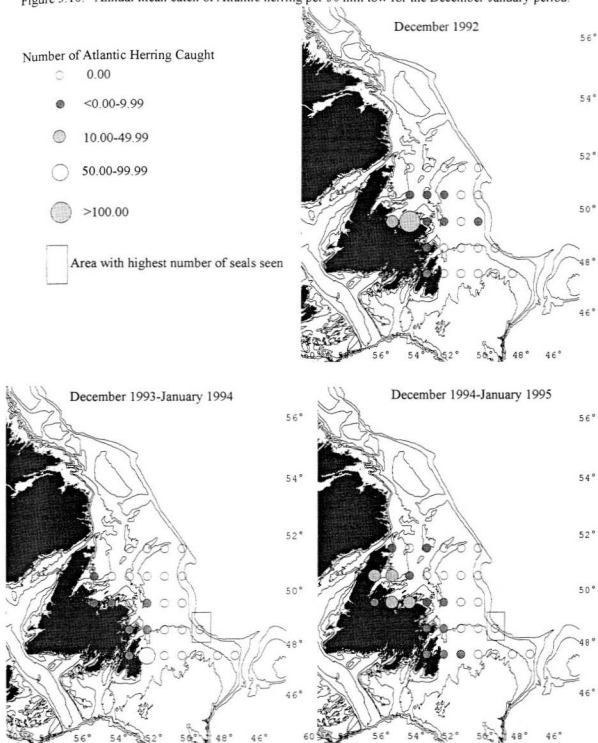 Figure 3.10. Annual mean catch of Atlantic herring per 30 min tow for the December-January period.
December 1992
Number of Atlantic Herring Caught
0.00
<0.00-9.99
10.00-49.99
50.00-99.99
>100.00
Area with highest number of seals seen
56°
54°
52°
50°
48°
46°
60° 58° 56° 54° 52° 50° 48° 46°
December 1993-January 1994
56°
54°
52°
50°
48°
46°
56° 54° 52° 50° 48° 46°
December 1994-January 1995
56°
54°
52°
50°
48°
46°
60 58° 56° 54° 52° 50° 48° 46°